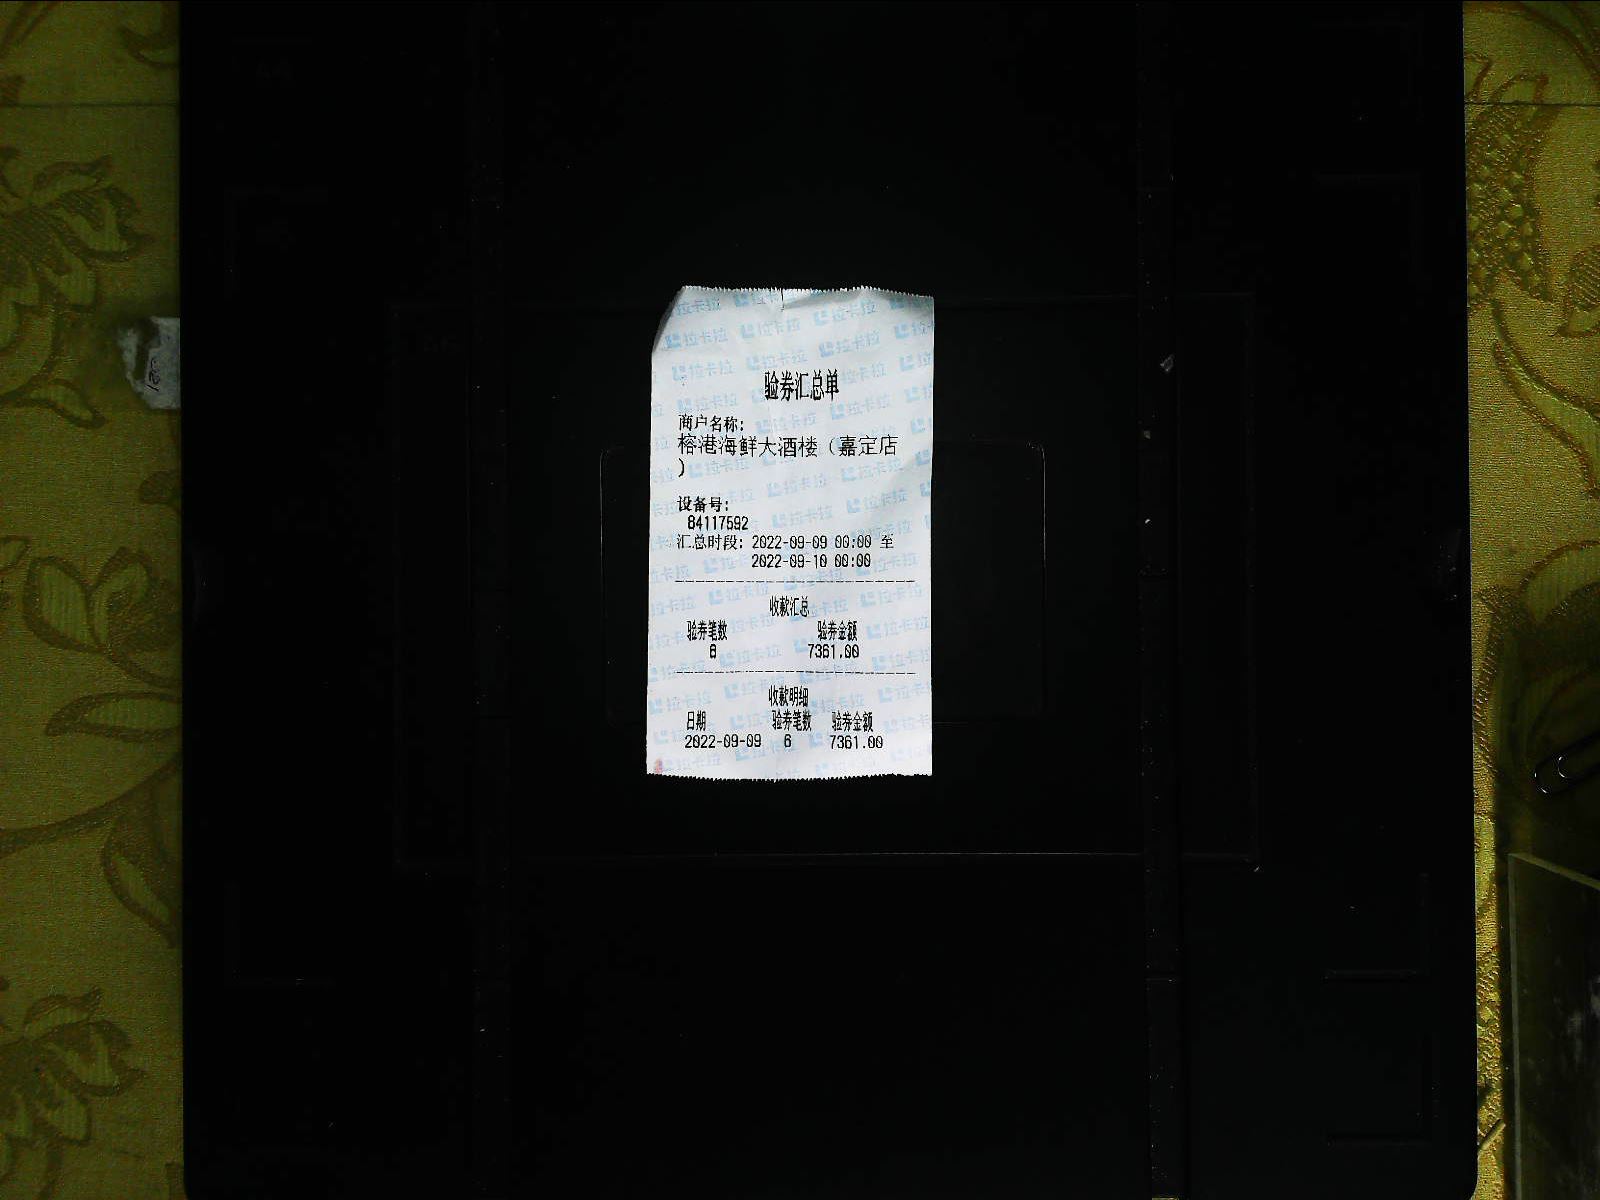 验券汇总单
商户名称:
榕港海鲜大酒楼（嘉定店
）
设备号:
84117592
汇总时段: 2022-09-09 00:00 至
2022-09-10 00:00
收款汇总
验券笔数 验券金额
6 7361.00
收款明细
日期 验券笔数 验券金额
2022-09-09 6 7361.00
拉卡拉